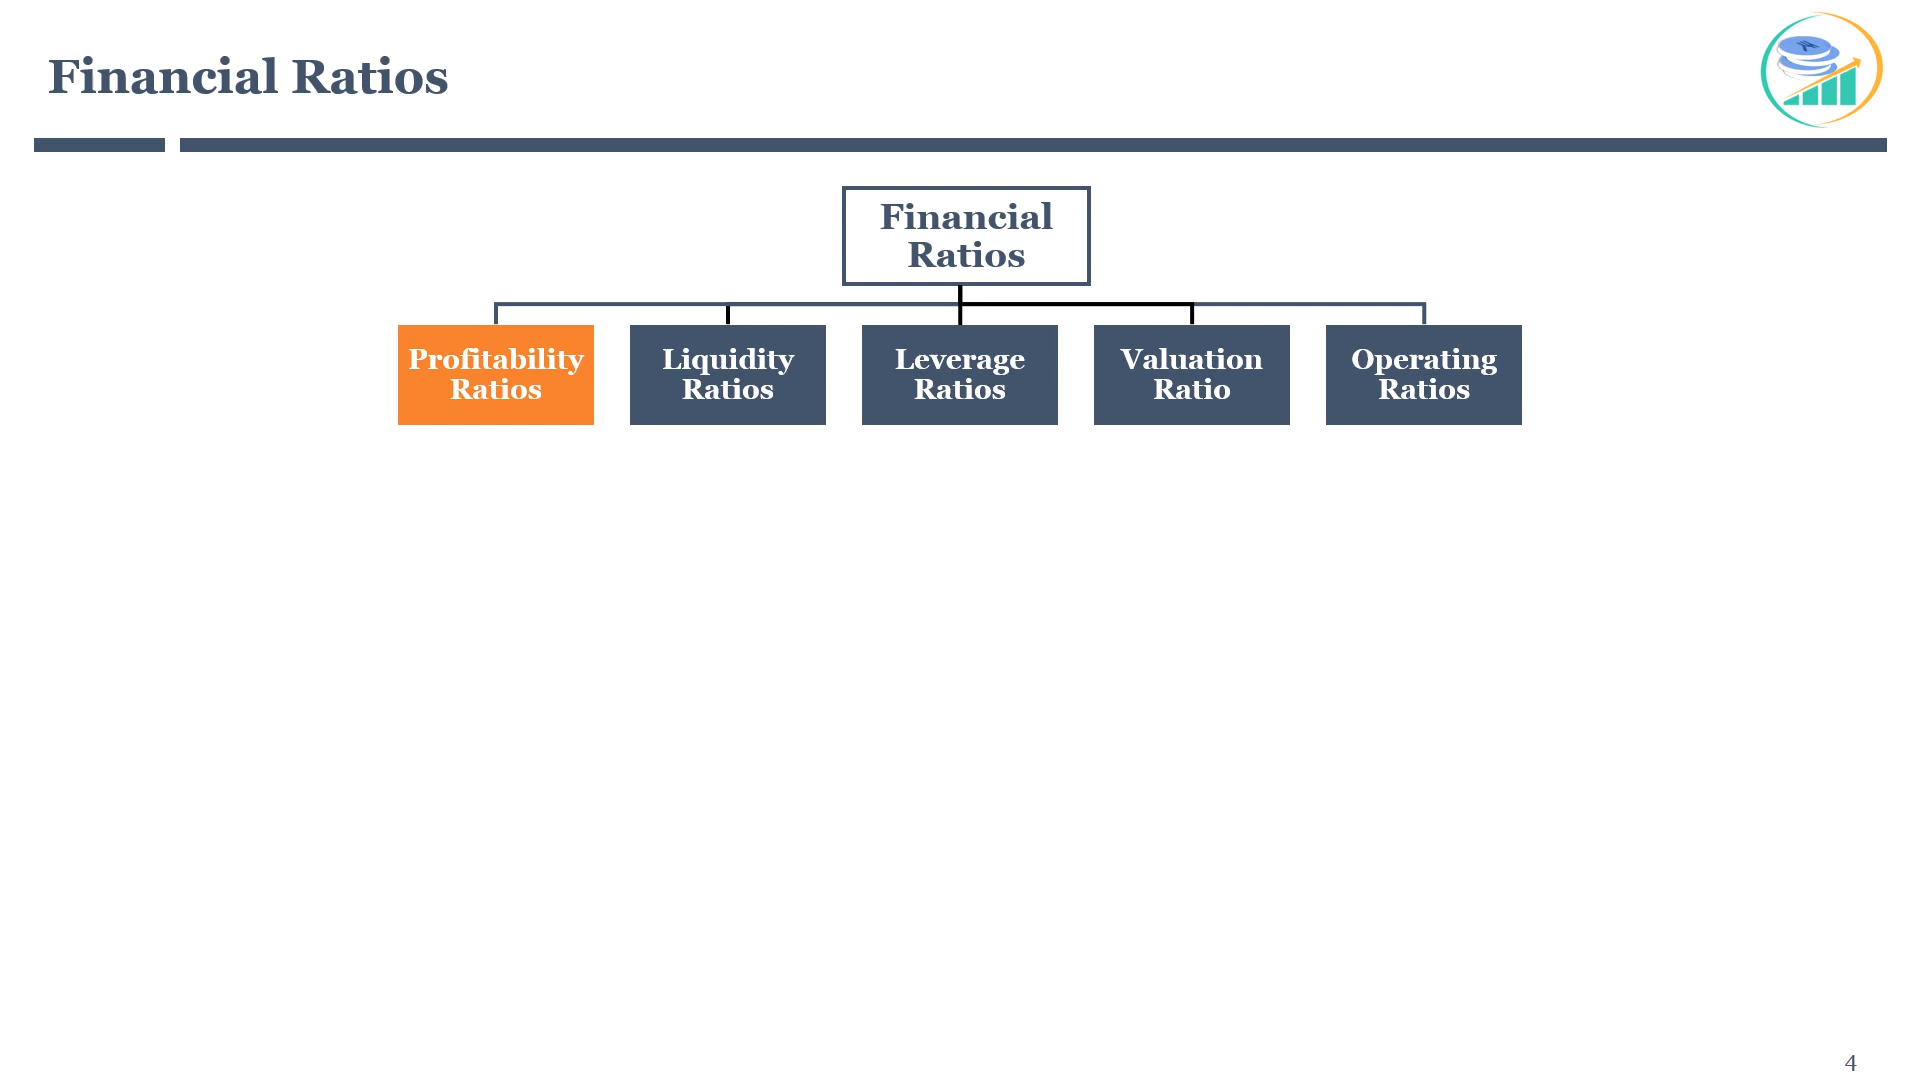 Financial Ratios
Financial
Ratios
Profitability
Ratios
Liquidity
Ratios
Leverage
Ratios
Valuation
Ratio
Operating
Ratios
4